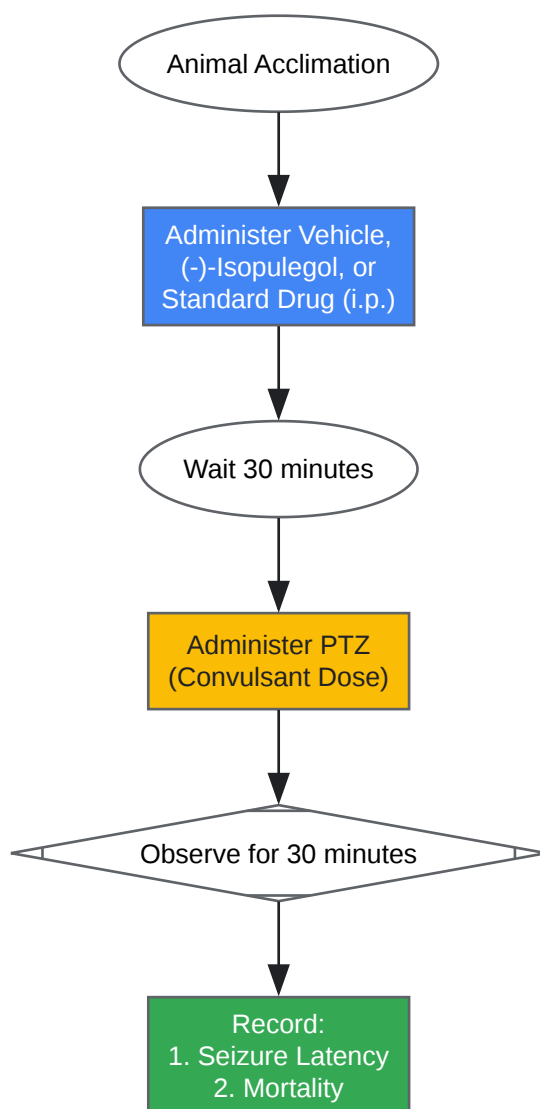 Animal Acclimation
Administer Vehicle,
(-)-Isopulegol, or
Standard Drug (i.p.)
Wait 30 minutes
Administer PTZ
(Convulsant Dose)
Observe for 30 minutes
Record:
1. Seizure Latency
2. Mortality